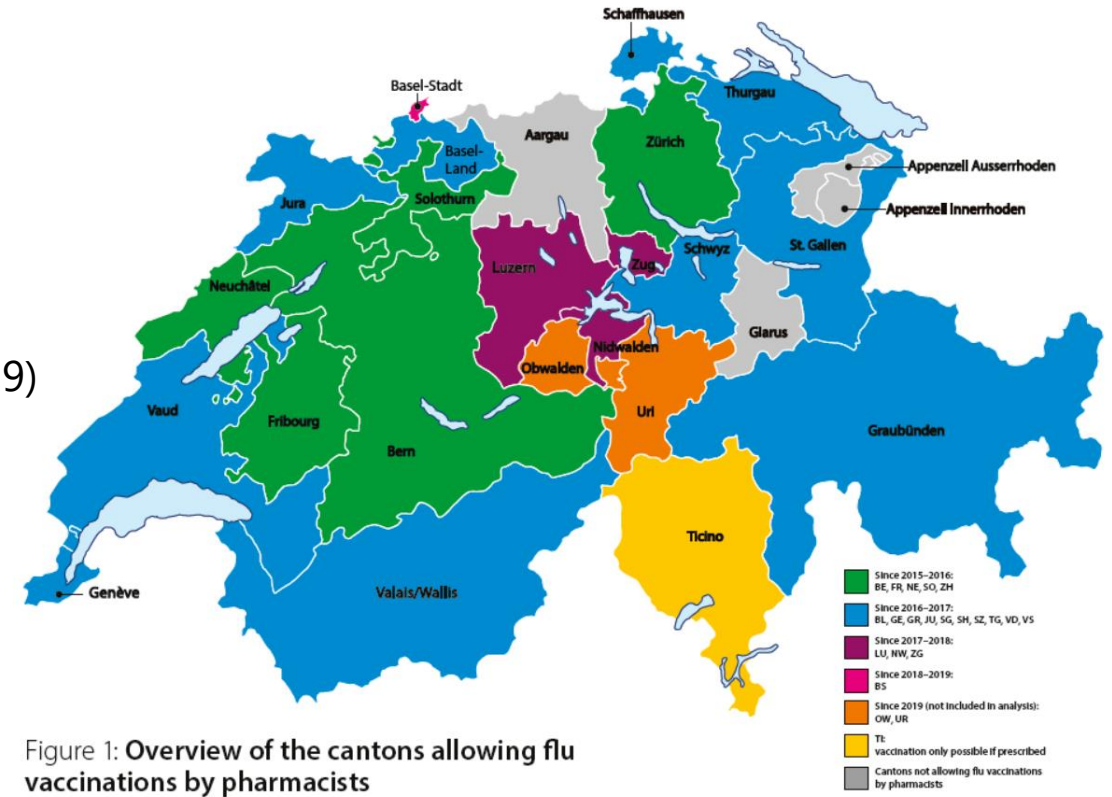 Schaffhausen
Basel-Stadt
Thurgau
Aargau
Zürich
Basel-
Land
Appenzell Ausserrhoden
Jura
Solothurn
Appenzell Innerrhoden
Schwyz
St. Gallen
Luzern
Zug
Neuchâtel
Glarus
Nidwalden
Obwalden
9)
Vaud
Uri
Fribourg
Graubünden
Bern
Ticino
Genève
Valais/Wallis
Since 2015–2016:
BE, FR, NE, SO, ZH
Since 2016–2017:
BL, GE, GR, JU, SG, SH, SZ, TG, VD, VS
Since 2017–2018:
LU, NW, ZG
Since 2018–2019:
BS
Since 2019 (not included in analysis):
OW, UR
TI:
vaccination only possible if prescribed
Cantons not allowing flu vaccinations
by pharmacists
Figure 1: Overview of the cantons allowing flu
vaccinations by pharmacists